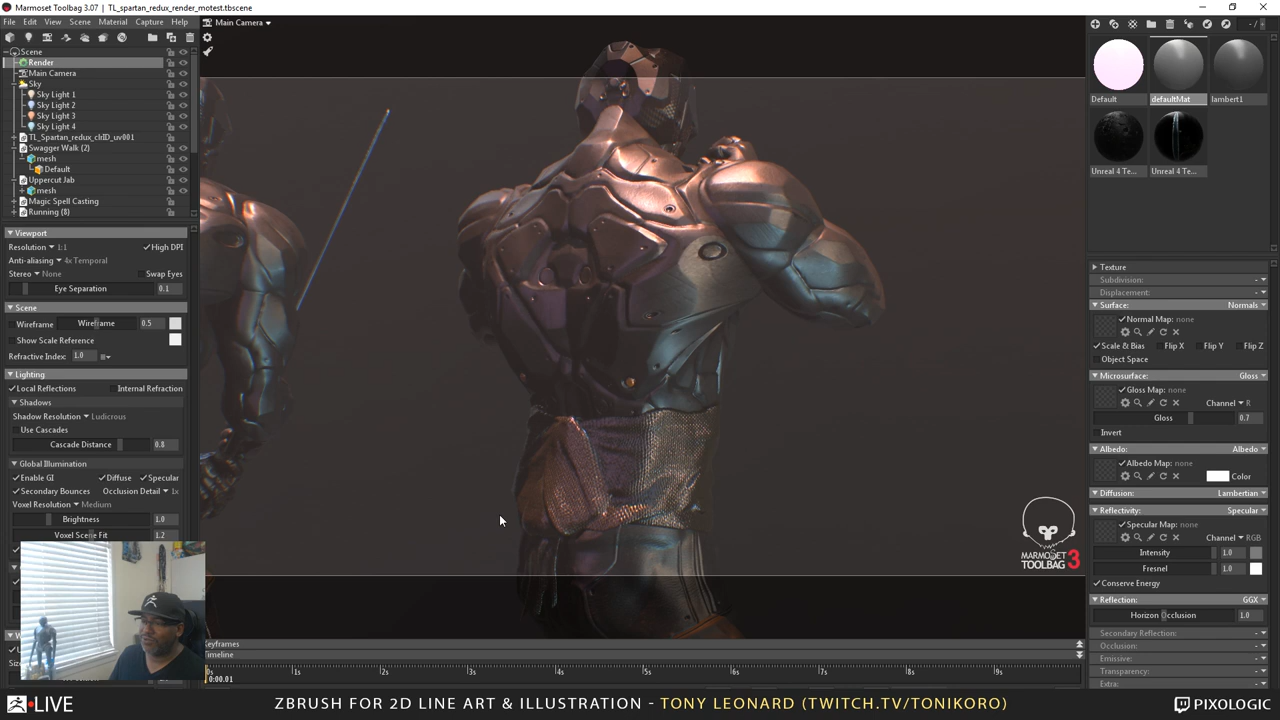 Marmoset Toolbag 3.07 | TL_spartan_redux_render_motest.tbscene
File Edit View Scene Material Capture Help
Main Camera
Scene
Render
Main Camera
Sky
Sky Light 1
Sky Light 2
Sky Light 3
Sky Light 4
TL_Spartan_redux_clrID_uv001
Swagger Walk (2)
mesh
Default
Uppercut Jab
mesh
Magic Spell Casting
Running (8)
Viewport
Resolution 1:1 High DPI
Anti-aliasing 4x Temporal
Stereo None Swap Eyes
Eye Separation 0.1
Scene
Wireframe Wireframe 0.5
Show Scale Reference
Refractive Index: 1.0
Lighting
Local Reflections Internal Refraction
Shadows
Shadow Resolution Ludicrous
Use Cascades
Cascade Distance 0.8
Global Illumination
Enable GI Diffuse Specular
Secondary Bounces Occlusion Detail 1x
Voxel Resolution Medium
Brightness 1.0
Voxel Scene Fit 1.2
MARMOSET
TOOLBAG 3
Keyframes
Timeline
0s 1s 2s 3s 4s 5s 6s 7s 8s 9s
0:00.01
Default defaultMat lambert1
Unreal 4 Te... Unreal 4 Te...
Texture
Subdivision: -
Displacement: -
Surface: Normals
Normal Map: none
Scale & Bias Flip X Flip Y Flip Z
Object Space
Microsurface: Gloss
Gloss Map: none
Channel R
Gloss 0.7
Invert
Albedo: Albedo
Albedo Map: none
Color
Diffusion: Lambertian
Reflectivity: Specular
Specular Map: none
Channel RGB
Intensity 1.0
Fresnel 1.0
Conserve Energy
Reflection: GGX
Horizon Occlusion 1.0
Secondary Reflection: -
Occlusion: -
Emissive: -
Transparency: -
Extra: -
LIVE
ZBRUSH FOR 2D LINE ART & ILLUSTRATION - TONY LEONARD (TWITCH.TV/TONIKORO)
PIXOLOGIC